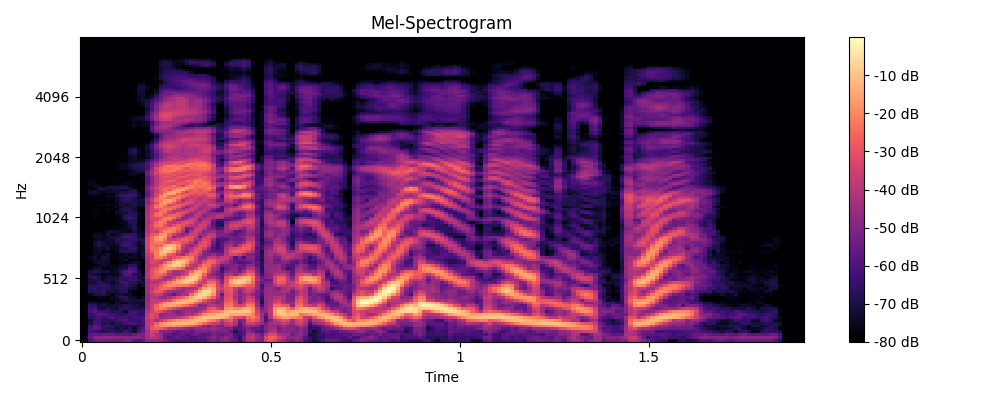 Mel-Spectrogram
Hz
4096
2048
1024
512
0
0
0.5
1
1.5
Time
-10 dB
-20 dB
-30 dB
-40 dB
-50 dB
-60 dB
-70 dB
-80 dB